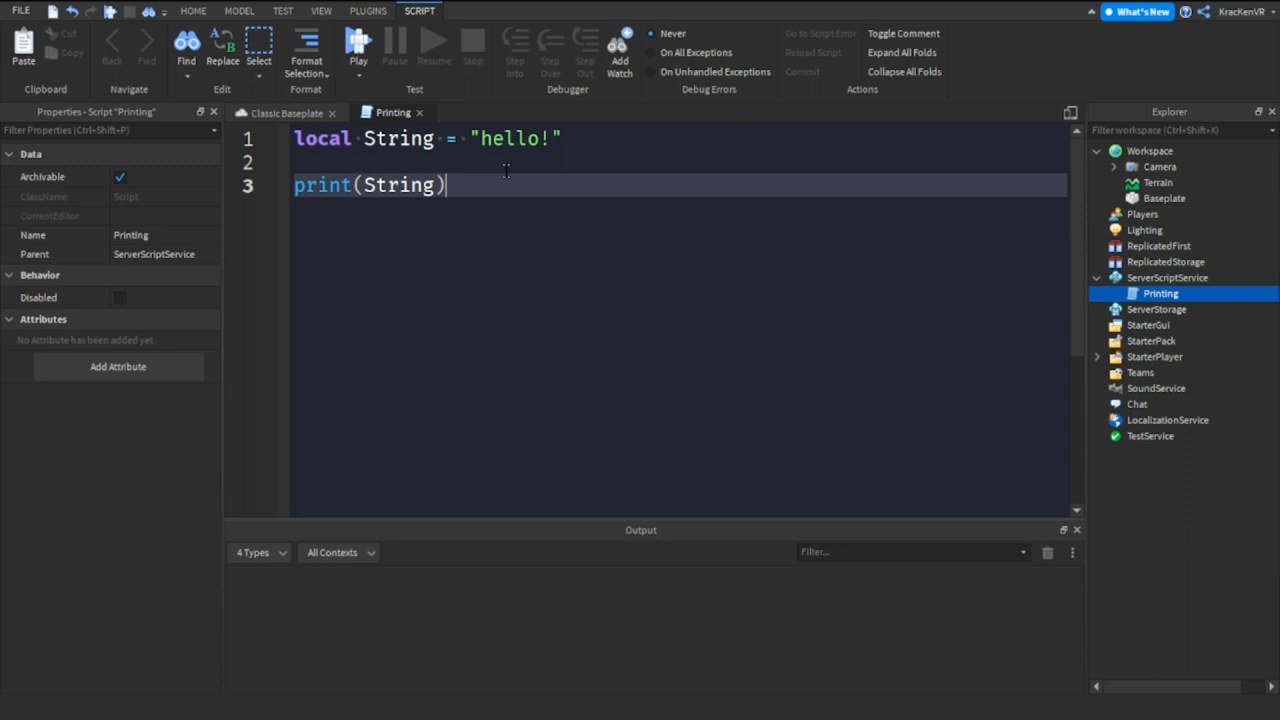 FILE HOME MODEL TEST VIEW PLUGINS SCRIPT What's New KracKenVR
Paste Cut Copy Back Fwd Find Replace Select Format Selection Play Pause Resume Stop Step Into Step Over Step Out Add Watch
Never
On All Exceptions
On Unhandled Exceptions
Go to Script Error
Reload Script
Commit
Toggle Comment
Expand All Folds
Collapse All Folds
Clipboard Navigate Edit Format Test Debugger Debug Errors Actions
Properties - Script "Printing"
Filter Properties (Ctrl+Shift+P)
Data
Archivable
ClassName Script
CurrentEditor
Name Printing
Parent ServerScriptService
Behavior
Disabled
Attributes
No Attribute has been added yet
Add Attribute
Classic Baseplate Printing
1 local String = "hello!"
2
3 print(String)
Output
4 Types All Contexts Filter...
Explorer
Filter workspace (Ctrl+Shift+X)
Workspace
Camera
Terrain
Baseplate
Players
Lighting
ReplicatedFirst
ReplicatedStorage
ServerScriptService
Printing
ServerStorage
StarterGui
StarterPack
StarterPlayer
Teams
SoundService
Chat
LocalizationService
TestService